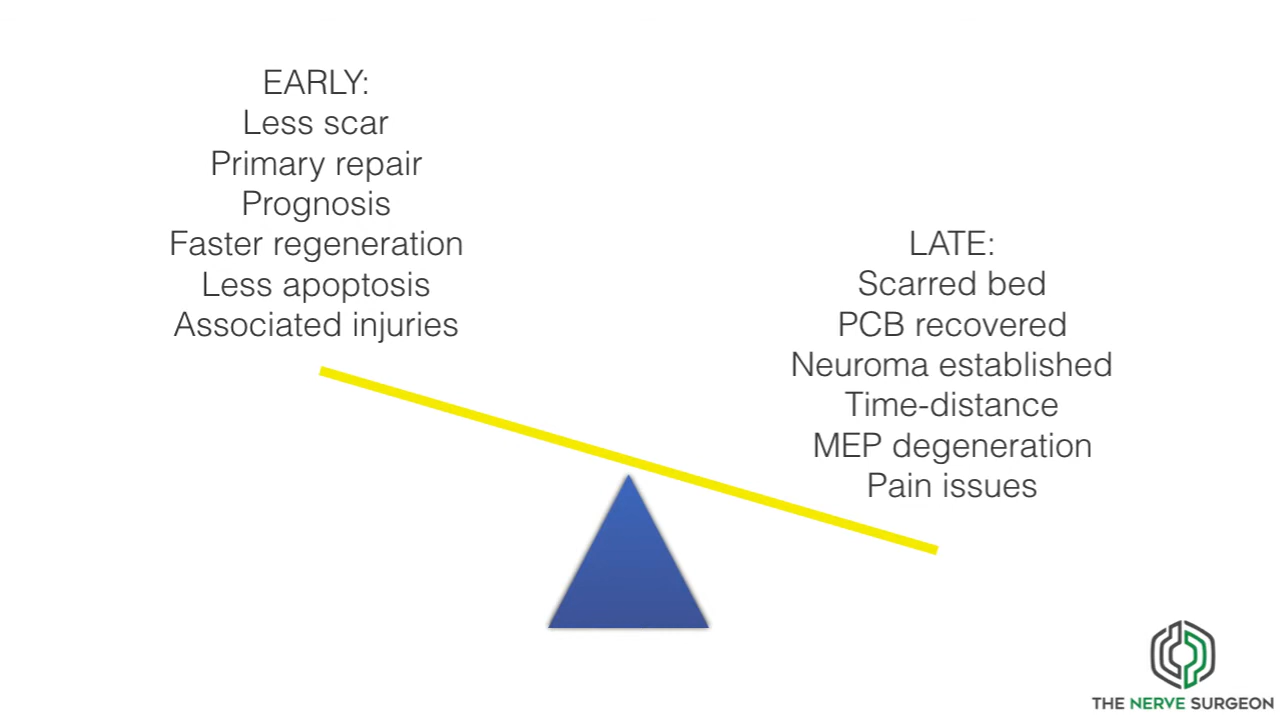 EARLY:
Less scar
Primary repair
Prognosis
Faster regeneration
Less apoptosis
Associated injuries
LATE:
Scarred bed
PCB recovered
Neuroma established
Time-distance
MEP degeneration
Pain issues
THE NERVE SURGEON